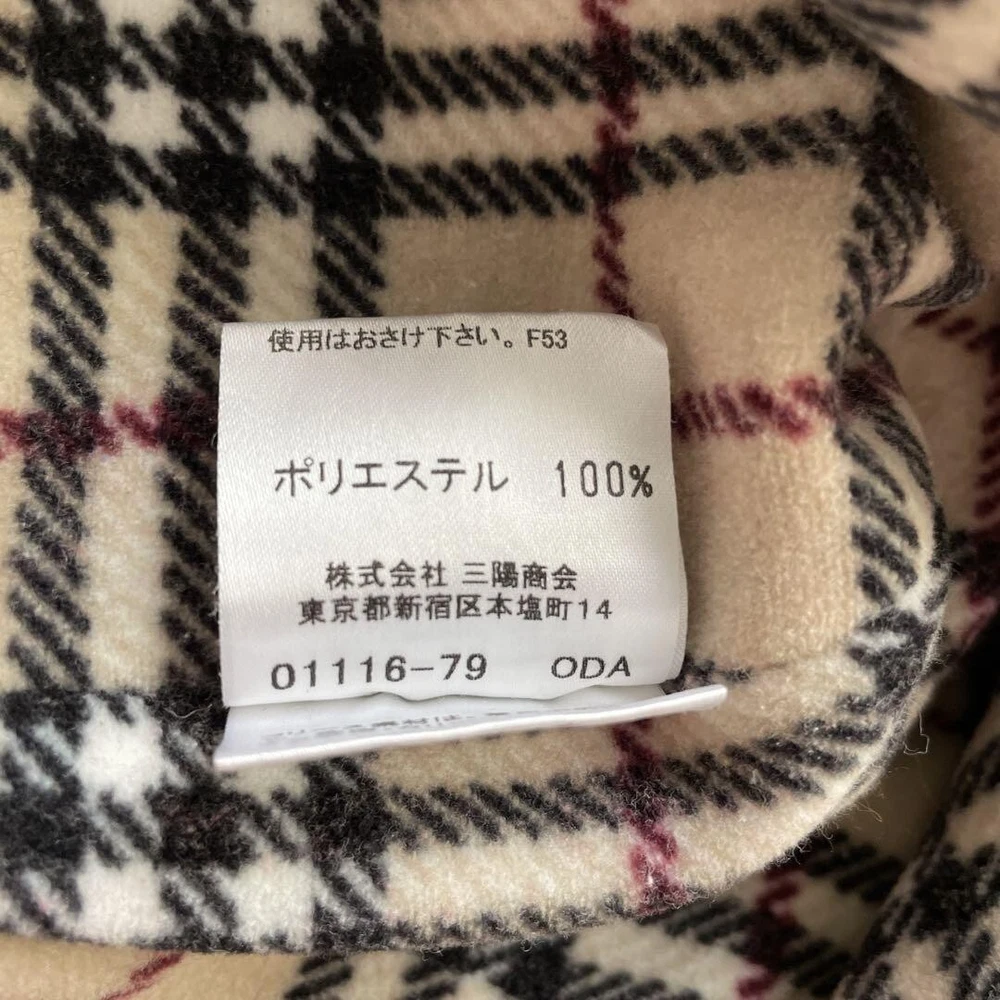 使用はおさけ下さい。F53
ポリエステル 100%
株式会社 三陽商会
東京都新宿区本塩町14
01116-79 ODA